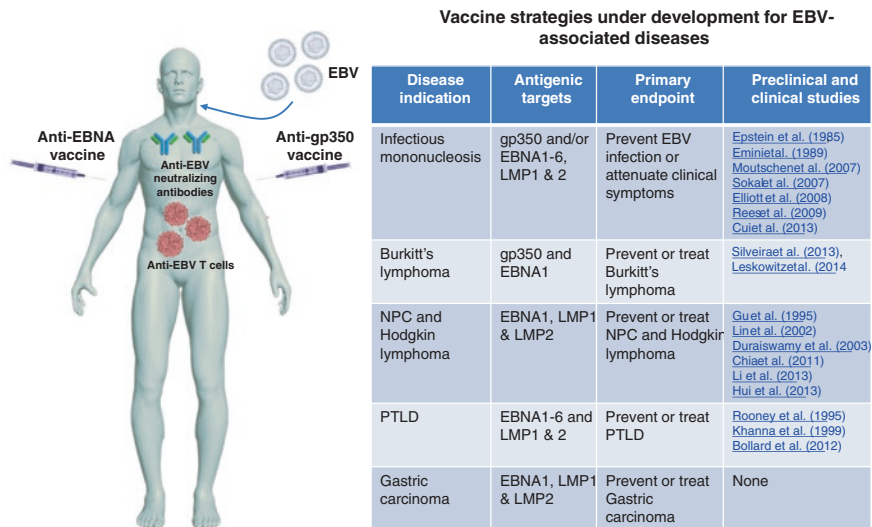 Vaccine strategies under development for EBV-
associated diseases
EBV
Anti-EBNA
vaccine
Anti-gp350
vaccine
Anti-EBV
neutralizing
antibodies
Anti-EBV T cells
Disease
indication
Antigenic
targets
Primary
endpoint
Preclinical and
clinical studies
Infectious
mononucleosis
gp350 and/or
EBNA1-6,
LMP1 & 2
Prevent EBV
infection or
attenuate clinical
symptoms
Epstein et al. (1985)
Eminietal. (1989)
Moutschenet al. (2007)
Sokalet al. (2007)
Elliott et al. (2008)
Reeset al. (2009)
Cuiet al. (2013)
Burkitt's
lymphoma
gp350 and
EBNA1
Prevent or treat
Burkitt's
lymphoma
Silveiraet al. (2013),
Leskowitzetal. (2014
NPC and
Hodgkin
lymphoma
EBNA1, LMP1
& LMP2
Prevent or treat
NPC and Hodgkin
lymphoma
Guet al. (1995)
Linet al. (2002)
Duraiswamy et al. (2003)
Chiaet al. (2011)
Li et al. (2013)
Hui et al. (2013)
PTLD
EBNA1-6 and
LMP1 & 2
Prevent or treat
PTLD
Rooney et al. (1995)
Khanna et al. (1999)
Bollard et al. (2012)
Gastric
carcinoma
EBNA1, LMP1
& LMP2
Prevent or treat
Gastric
carcinoma
None